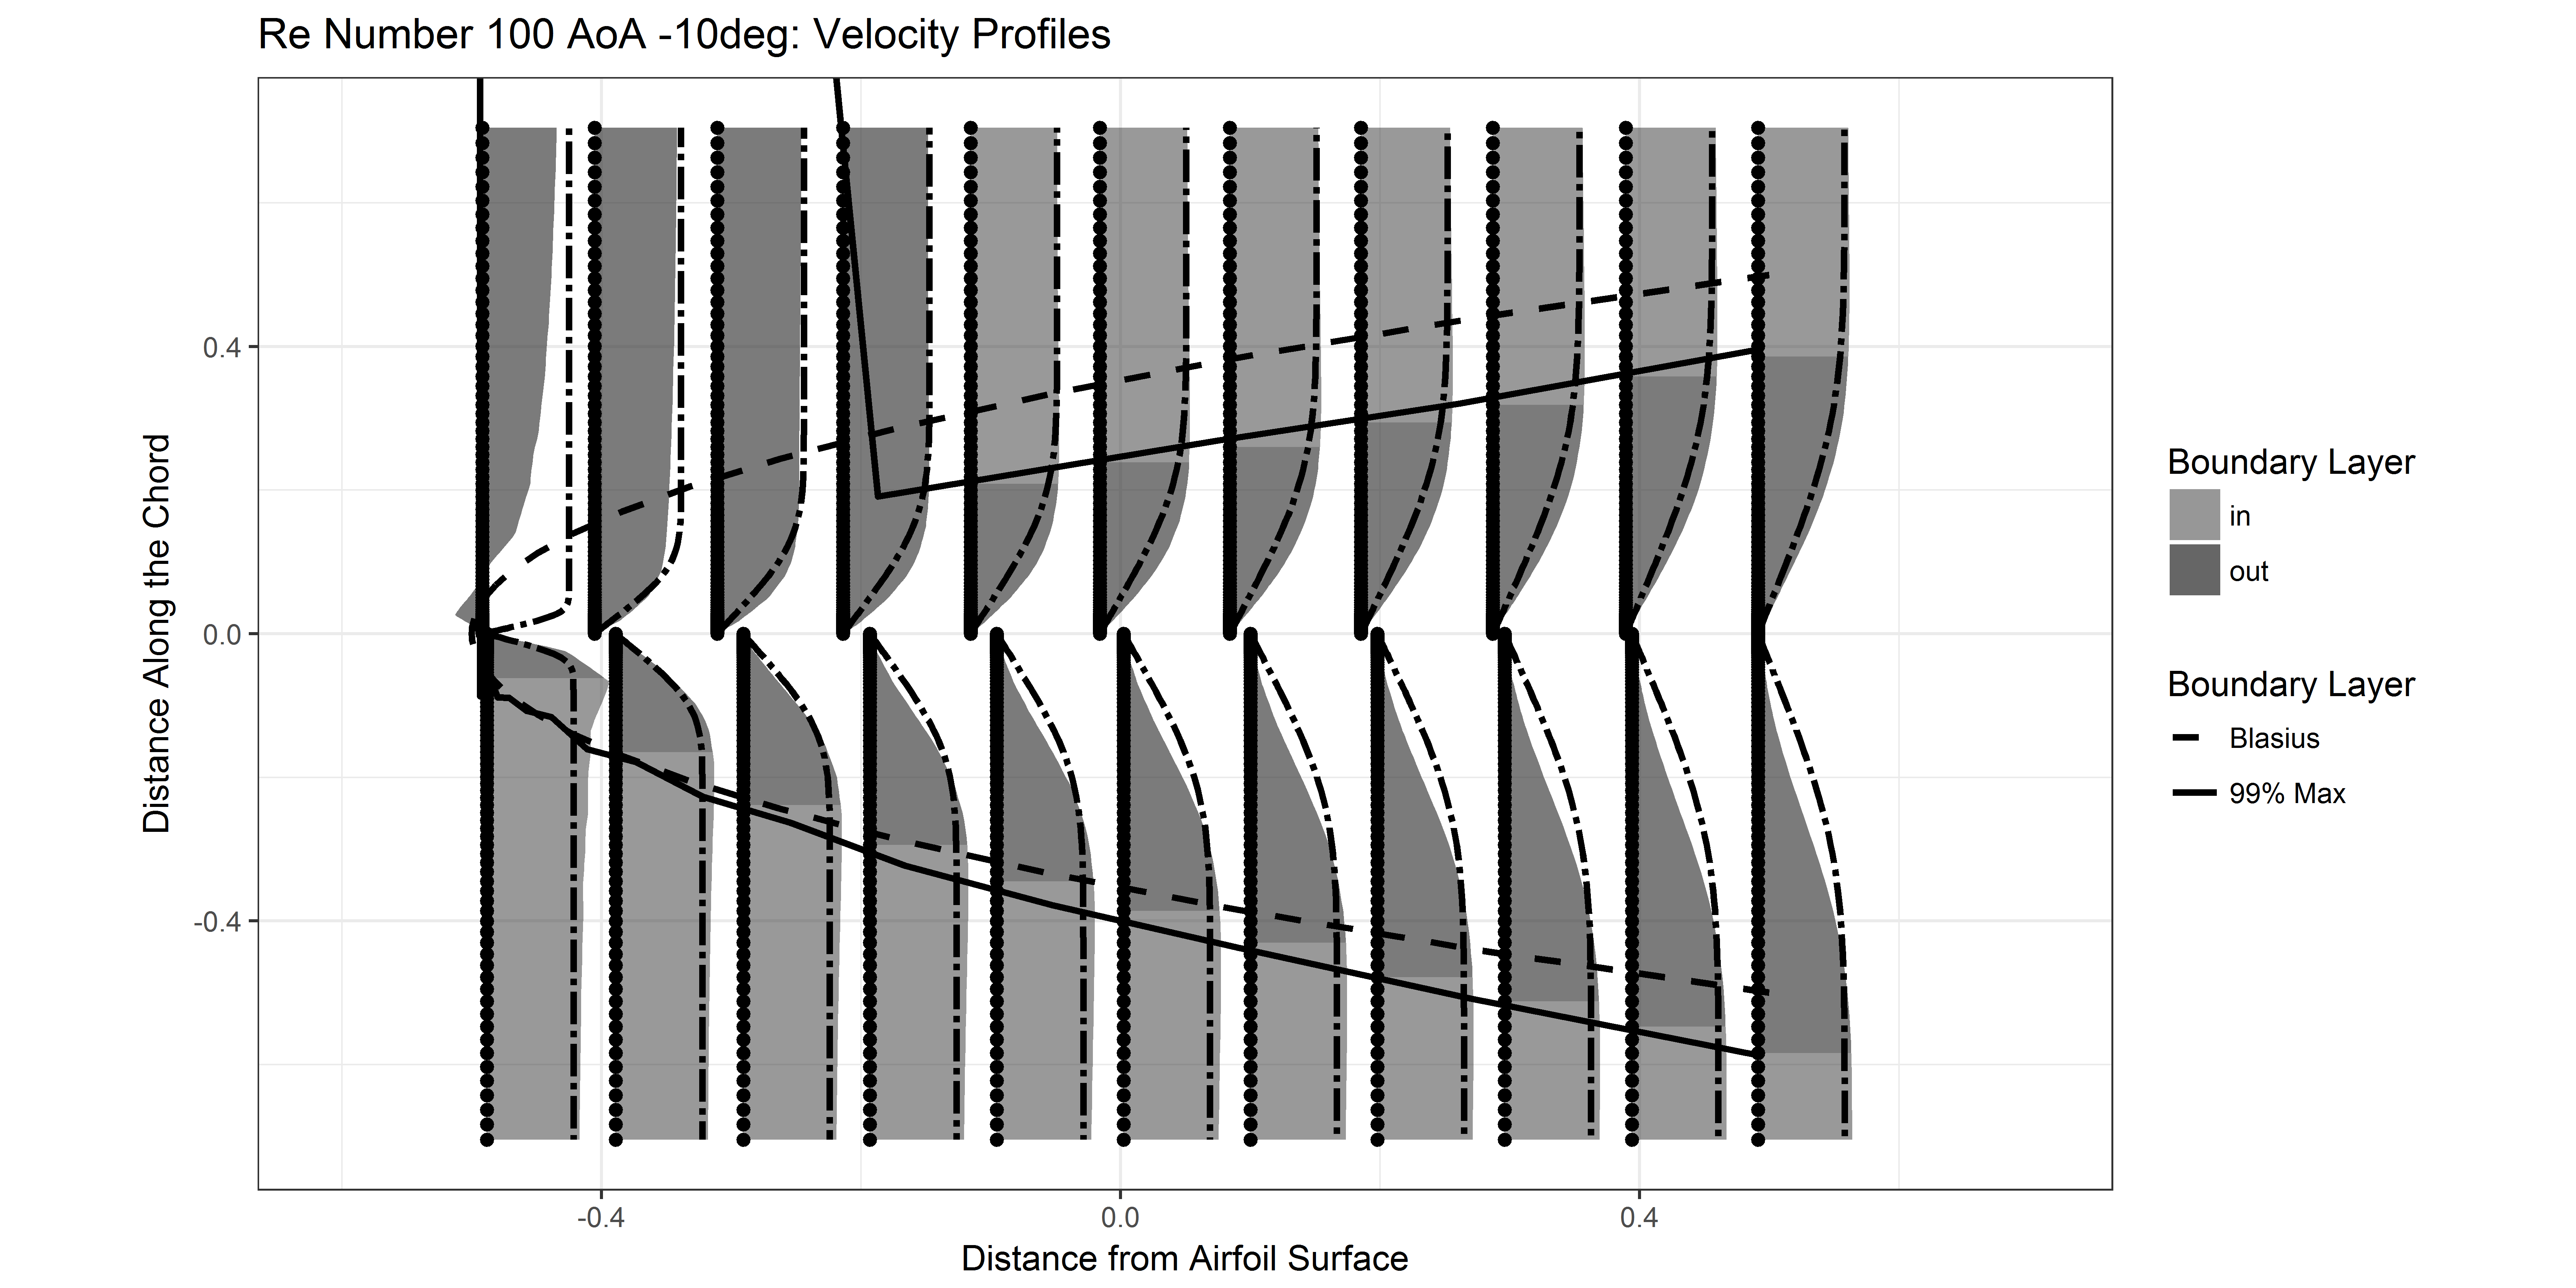 Re Number 100 AoA -10deg: Velocity Profiles
Distance Along the Chord
0.4
0.0
-0.4
-0.4
0.0
0.4
Distance from Airfoil Surface
Boundary Layer
in
out
Boundary Layer
Blasius
99% Max